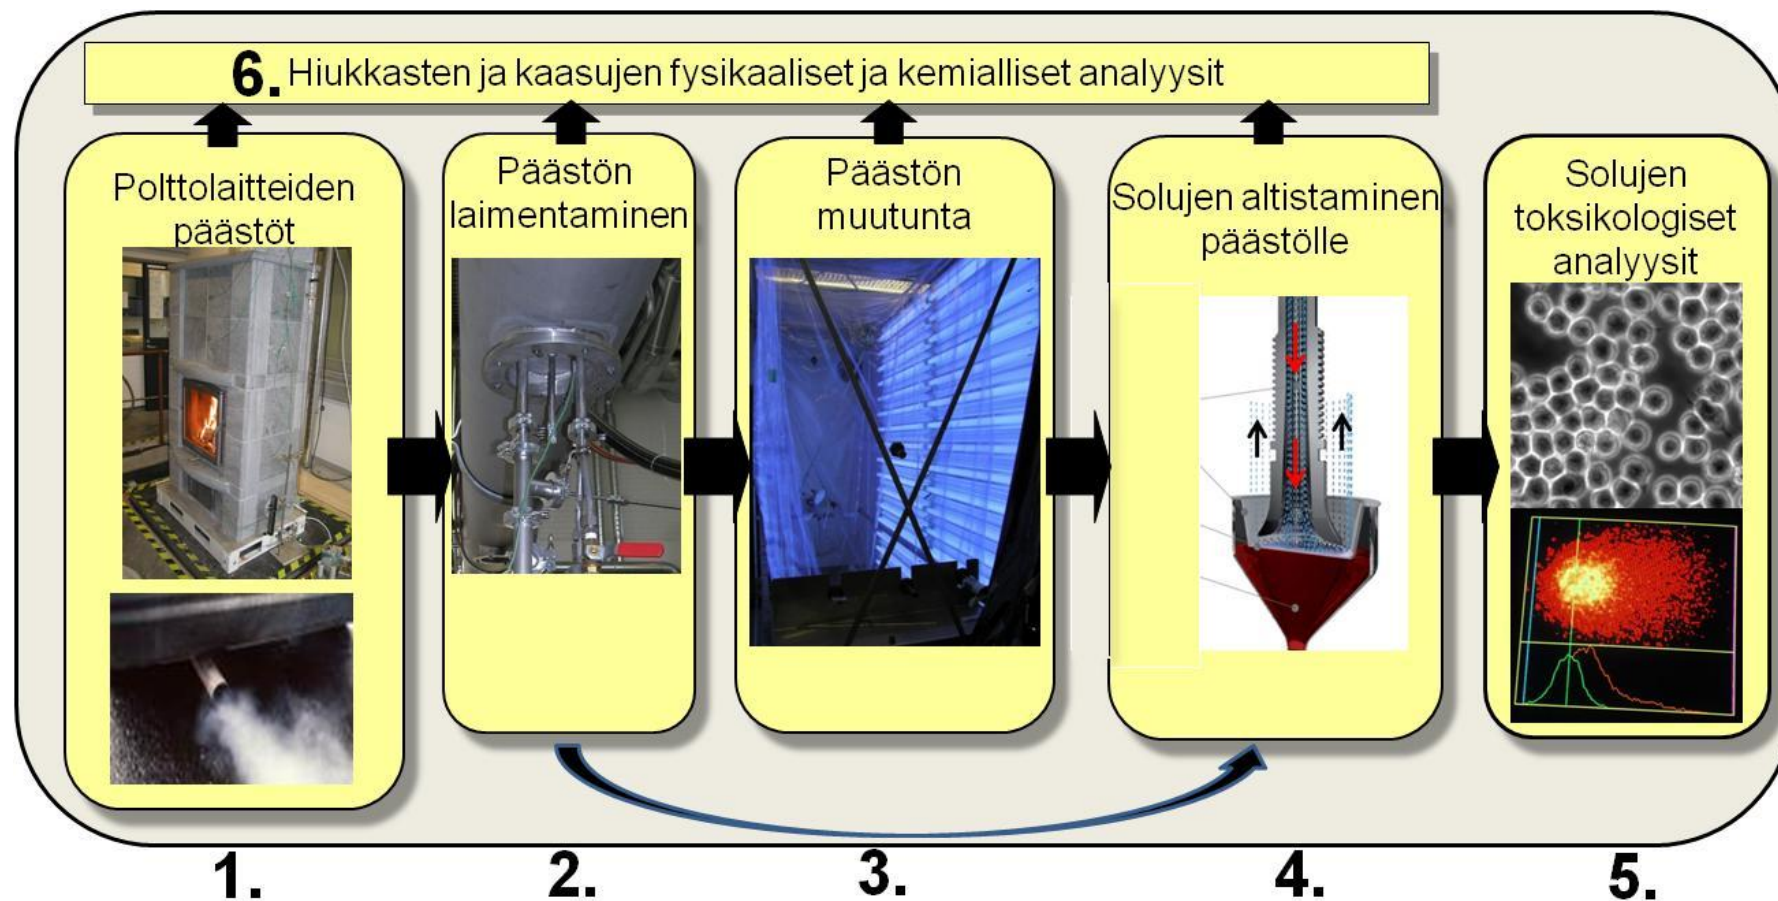 6. Hiukkasten ja kaasujen fysikaaliset ja kemialliset analyysit
Polttolaitteiden
päästöt
Päästön
laimentaminen
Päästön
muutunta
Solujen altistaminen
päästölle
Solujen
toksikologiset
analyysit
1.
2.
3.
4.
5.